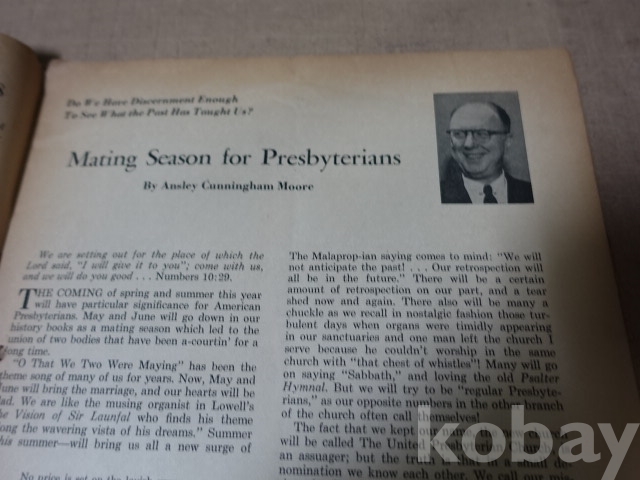 Do We Have Discernment Enough
To See What the Past Has Taught Us?
Mating Season for Presbyterians
By Ansley Cunningham Moore
We are setting out for the place of which the
Lord said, "I will give it to you"; come with us,
and we will do you good . . . Numbers 10:29.
THE COMING of spring and summer this year
will have particular significance for American
Presbyterians. May and June will go down in our
history books as a mating season which led to the
union of two bodies that have been a-courtin' for a
long time.
"O That We Two Were Maying" has been the
theme song of many of us for years. Now, May and
June will bring the marriage, and our hearts will be
glad. We are like the musing organist in Lowell's
the Vision of Sir Launfal who finds his theme
along the wavering vista of his dreams." Summer
this summer—will bring us all a new surge of
The Malaprop-ian saying comes to mind: "We will
not anticipate the past! . . . Our retrospection will
all be in the future." There will be a certain
amount of retrospection on our part, and a tear
shed now and again. There also will be many a
chuckle as we recall in nostalgic fashion those tur-
bulent days when organs were timidly appearing
in our sanctuaries and one man left the church I
serve because he couldn't worship in the same
church with "that chest of whistles"! Many will go
on saying "Sabbath," and loving the old Psalter
Hymnal. But we will try to be "regular Presbyte-
rians," as our opposite numbers in the other branch
of the church often call themselves!
The fact that we kept our name, the new church
will be called The United Presbyterian Church,
an assuager; but the truth is that in a small de-
nomination we know each other. We call our
kobay